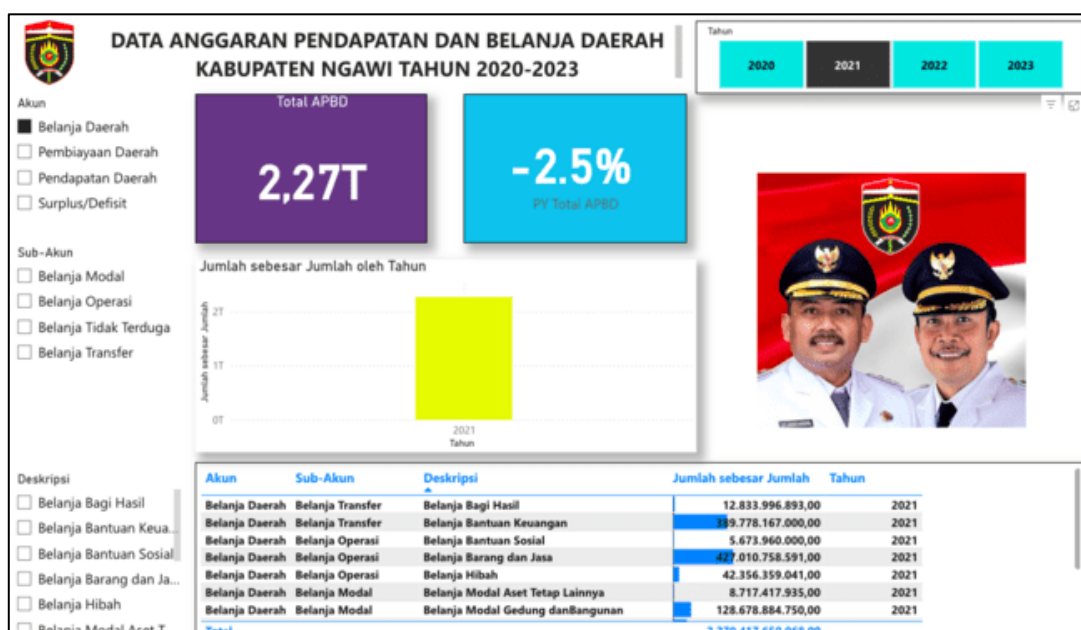 DATA ANGGARAN PENDAPATAN DAN BELANJA DAERAH
KABUPATEN NGAWI TAHUN 2020-2023
Tahun
2020 2021 2022 2023
Akun
Belanja Daerah
Pembiayaan Daerah
Pendapatan Daerah
Surplus/Defisit
Total APBD
2,27T
-2.5%
PY Total APBD
Sub-Akun
Belanja Modal
Belanja Operasi
Belanja Tidak Terduga
Belanja Transfer
Jumlah sebesar Jumlah oleh Tahun
Jumlah sebesar Jumlah
2T
1T
0T
2021
Tahun
Deskripsi
Belanja Bagi Hasil
Belanja Bantuan Keua...
Belanja Bantuan Sosial
Belanja Barang dan Ja...
Belanja Hibah
Belanja Modal Aset T...
Akun Sub-Akun Deskripsi Jumlah sebesar Jumlah Tahun
Belanja Daerah Belanja Transfer Belanja Bagi Hasil 12.833.996.893,00 2021
Belanja Daerah Belanja Transfer Belanja Bantuan Keuangan 389.778.167.000,00 2021
Belanja Daerah Belanja Operasi Belanja Bantuan Sosial 5.673.960.000,00 2021
Belanja Daerah Belanja Operasi Belanja Barang dan Jasa 427.010.758.591,00 2021
Belanja Daerah Belanja Operasi Belanja Hibah 42.356.359.041,00 2021
Belanja Daerah Belanja Modal Belanja Modal Aset Tetap Lainnya 8.717.417.935,00 2021
Belanja Daerah Belanja Modal Belanja Modal Gedung danBangunan 128.678.884.750,00 2021
Total